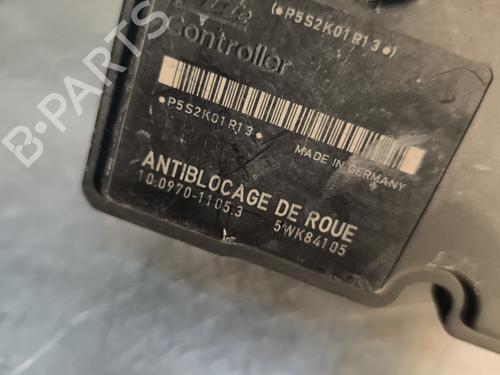 (*P5S2K01R13*)
Controller
*P5S2K01R13*
MADE IN GERMANY
ANTIBLOCAGE DE ROUE
10.0970-1105.3
5WK84105
B-PARTS